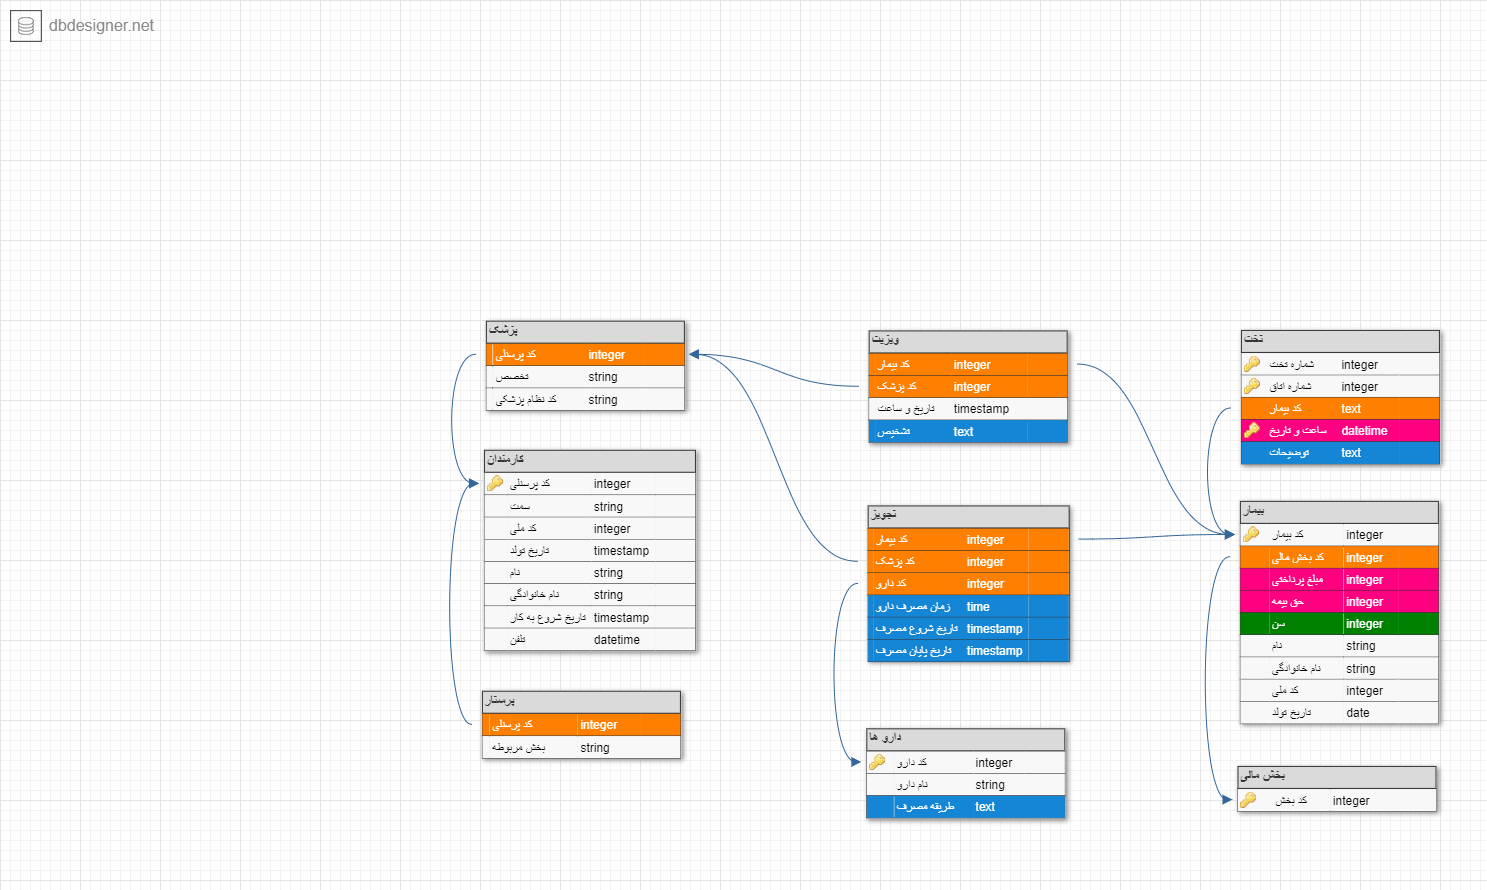 dbdesigner.net
پزشک
کد پرسنلی integer
تخصص string
کد نظام پزشکی string
کارمندان
کد پرسنلی integer
سمت string
کد ملی integer
تاریخ تولد timestamp
نام string
نام خانوادگی string
تاریخ شروع به کار timestamp
تلفن datetime
پرستار
کد پرسنلی integer
بخش مربوطه string
ویزیت
کد بیمار integer
کد پزشک integer
تاریخ و ساعت timestamp
تشخیص text
تجویز
کد بیمار integer
کد پزشک integer
کد دارو integer
زمان مصرف دارو time
تاریخ شروع مصرف timestamp
تاریخ پایان مصرف timestamp
دارو ها
کد دارو integer
نام دارو string
طریقه مصرف text
تخت
شماره تخت integer
شماره اتاق integer
کد بیمار text
ساعت و تاریخ datetime
توضیحات text
بیمار
کد بیمار integer
کد بخش مالی integer
مبلغ پرداختی integer
حق بیمه integer
سن integer
نام string
نام خانوادگی string
کد ملی integer
تاریخ تولد date
بخش مالی
کد بخش integer